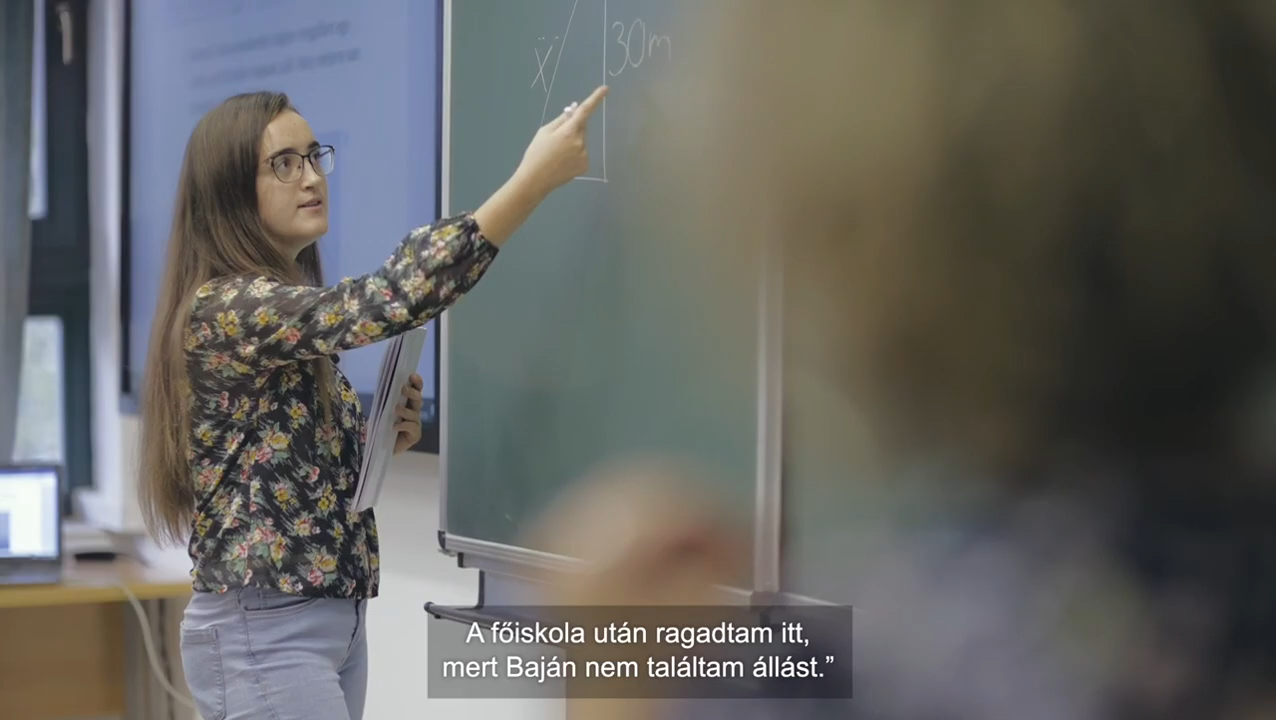 ẍ
30m
A főiskola után ragadtam itt,
mert Baján nem találtam állást.”